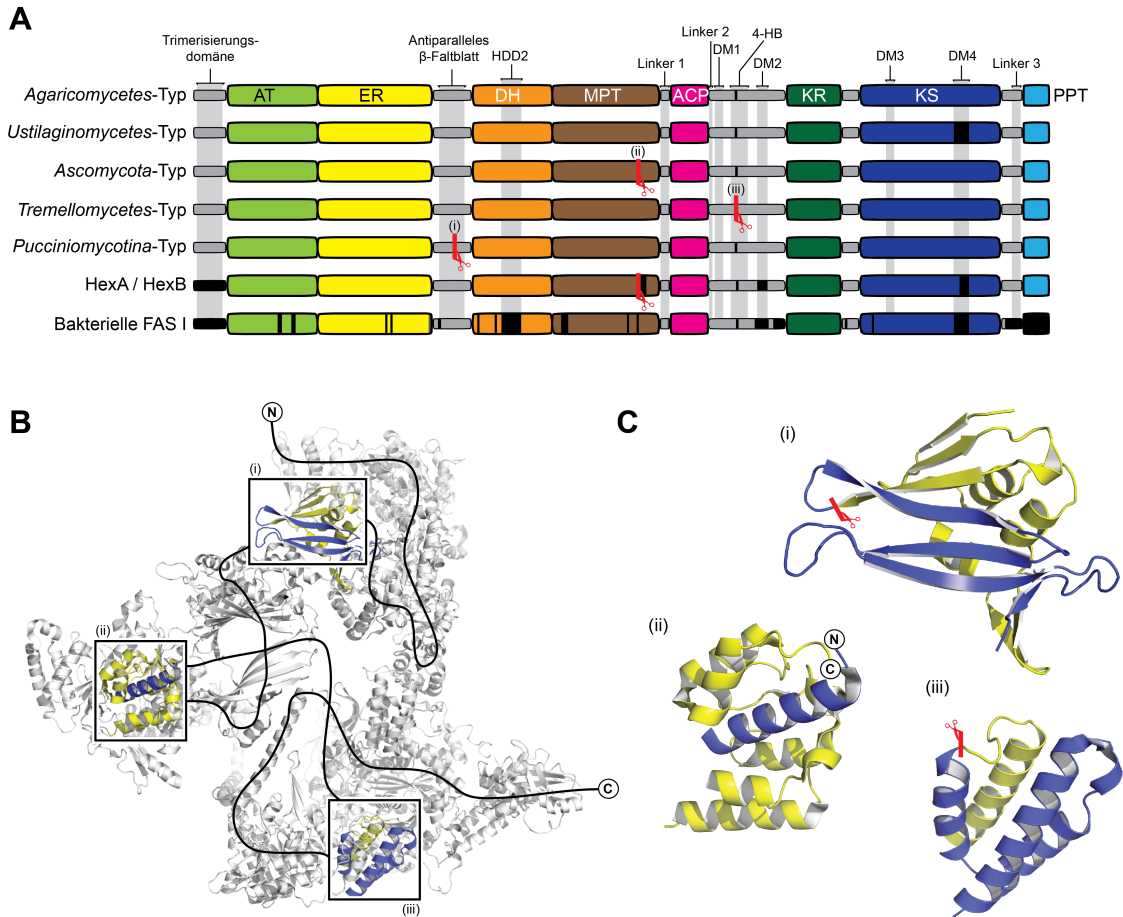 A
Trimerisierungs-
domäne
Antiparalleles
β-Faltblatt
HDD2
Linker 1
Linker 2
DM1
4-HB
DM2
DM3
DM4
Linker 3
Agaricomycetes-Typ
AT
ER
DH
MPT
ACP
KR
KS
PPT
Ustilaginomycetes-Typ
(ii)
Ascomycota-Typ
(iii)
Tremellomycetes-Typ
(i)
Pucciniomycotina-Typ
HexA / HexB
Bakterielle FAS I
B
N
(i)
(ii)
C
(iii)
C
(i)
(ii)
N
C
(iii)